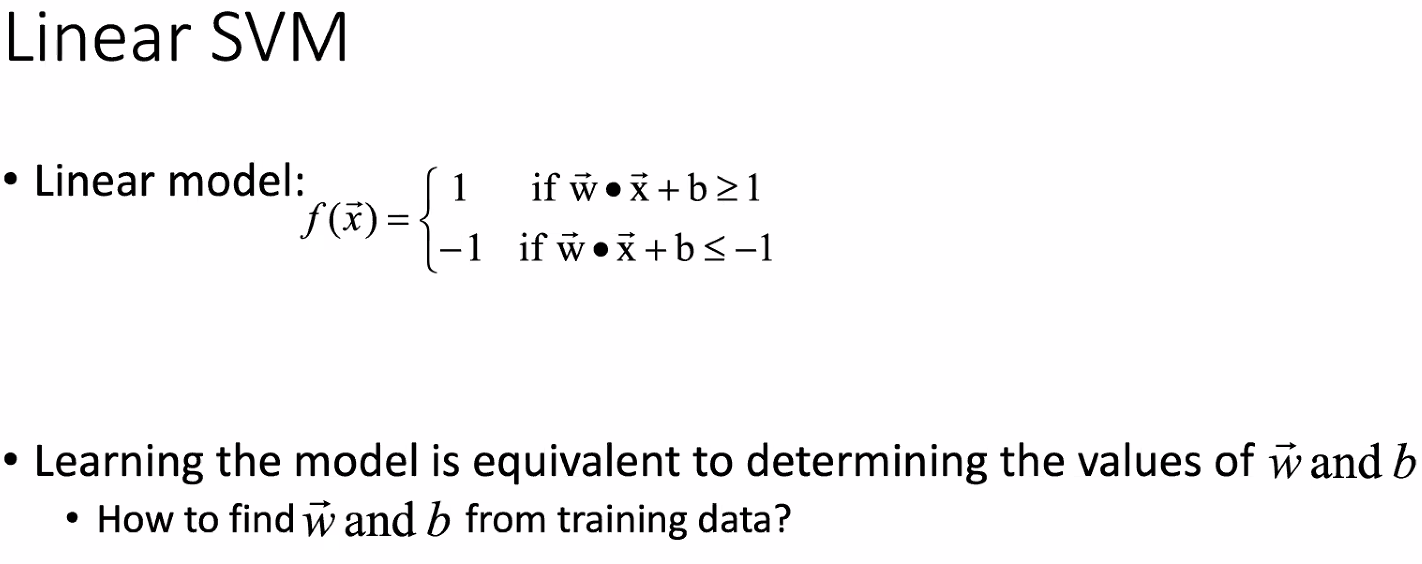 Linear SVM
• Linear model:
f(x⃗) = { 1 if w⃗ • x⃗ + b ≥ 1
−1 if w⃗ • x⃗ + b ≤ −1
• Learning the model is equivalent to determining the values of w⃗ and b
• How to find w⃗ and b from training data?